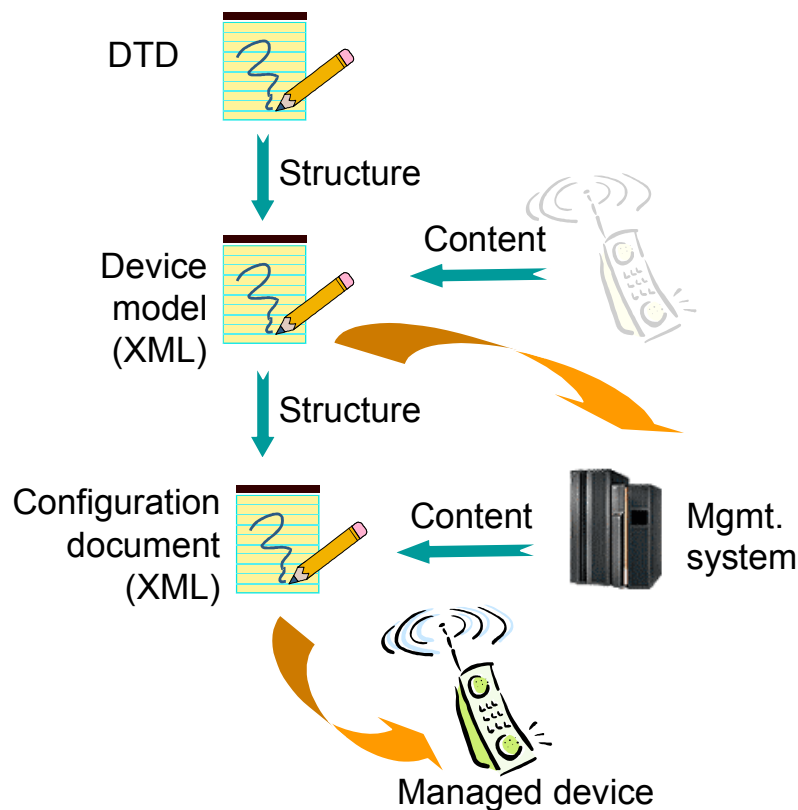 DTD
Structure
Content
Device
model
(XML)
Structure
Configuration
document
(XML)
Content
Mgmt.
system
Managed device